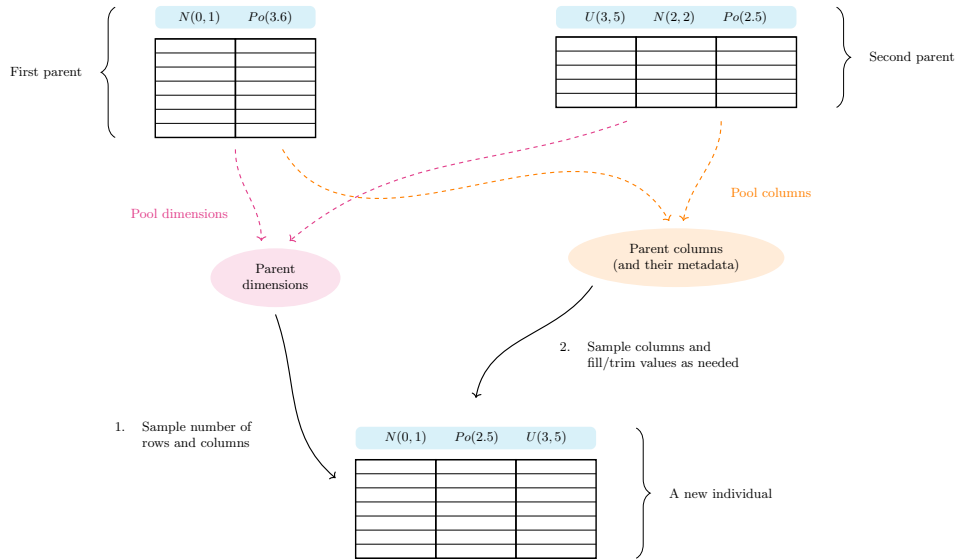 N(0, 1) Po(3.6)
U(3, 5) N(2, 2) Po(2.5)
First parent
Second parent
Pool dimensions
Pool columns
Parent
dimensions
Parent columns
(and their metadata)
2. Sample columns and
fill/trim values as needed
1. Sample number of
rows and columns
N(0, 1) Po(2.5) U(3, 5)
A new individual